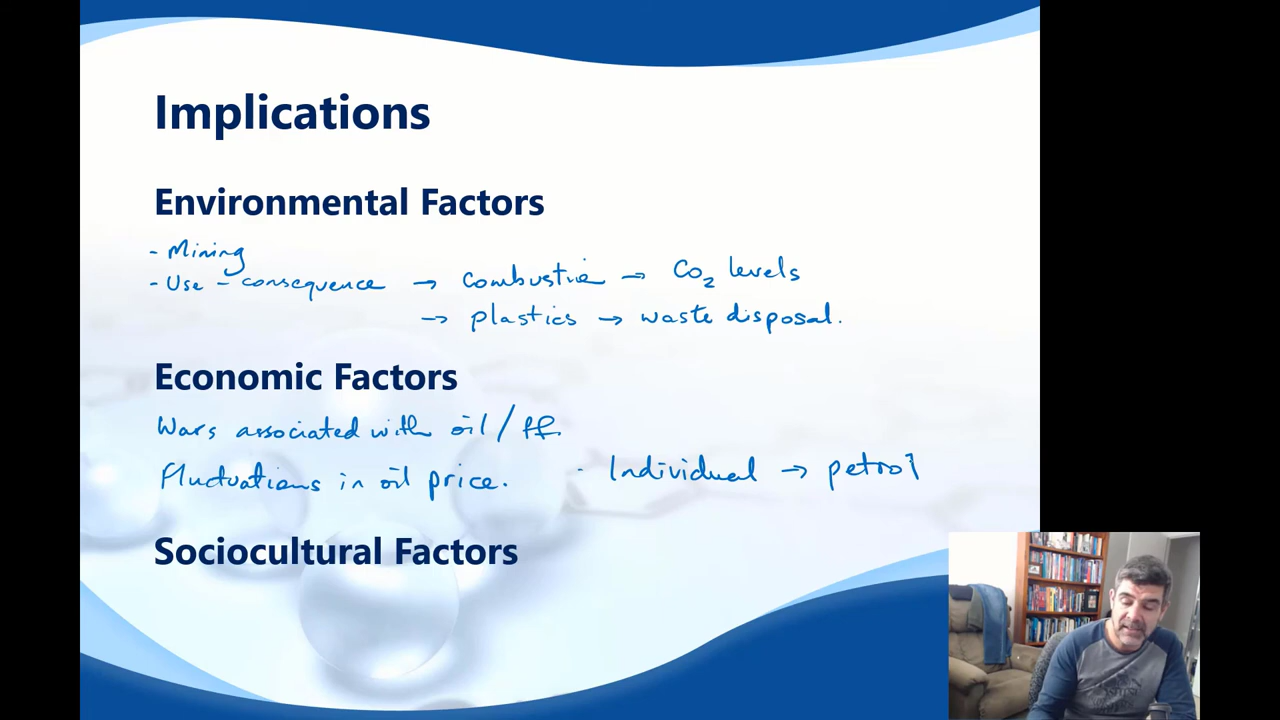 Implications
Environmental Factors
- Mining
- Use - consequence → combustion → CO2 levels
→ plastics → waste disposal.
Economic Factors
Wars associated with oil / ff.
Fluctuations in oil price. - Individual → petrol
Sociocultural Factors